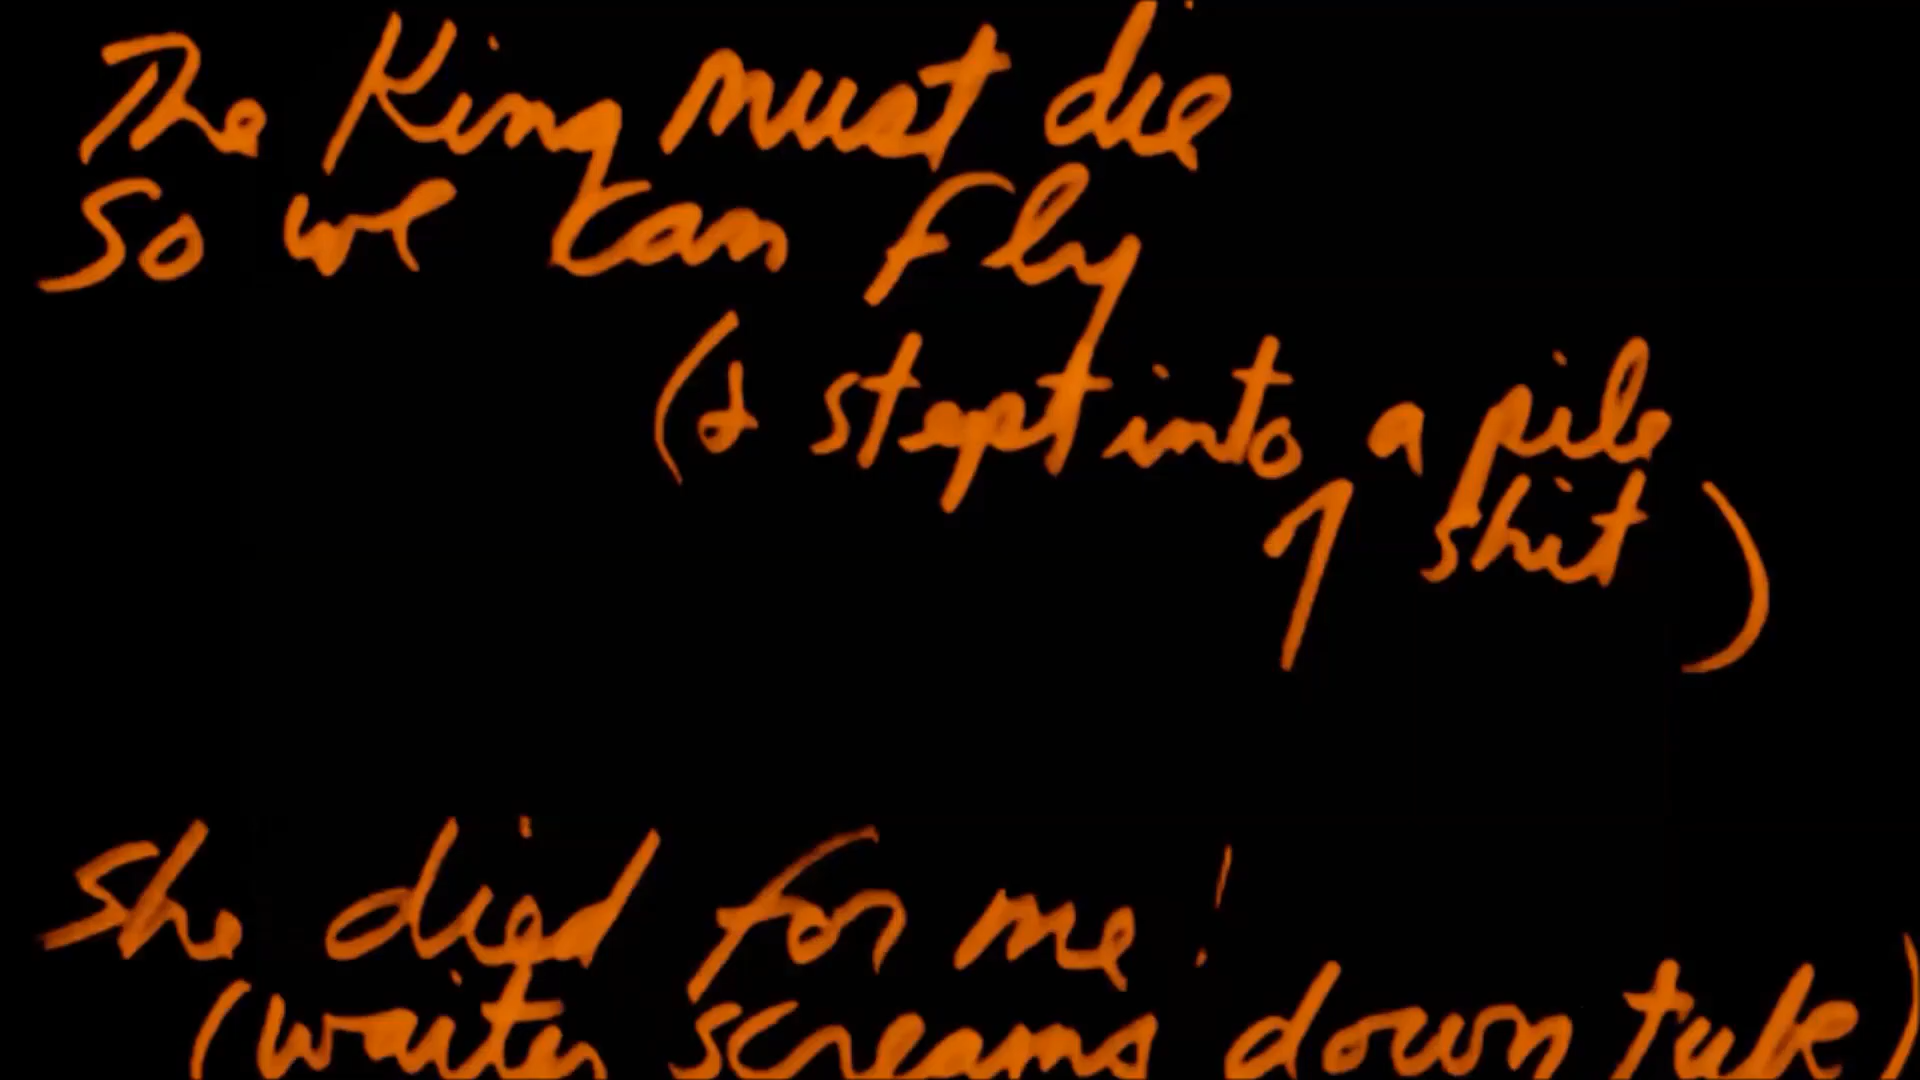 The King must die
So we can fly
(& stept into a pile
shit)
She died for me!
(waiter screams down tube)